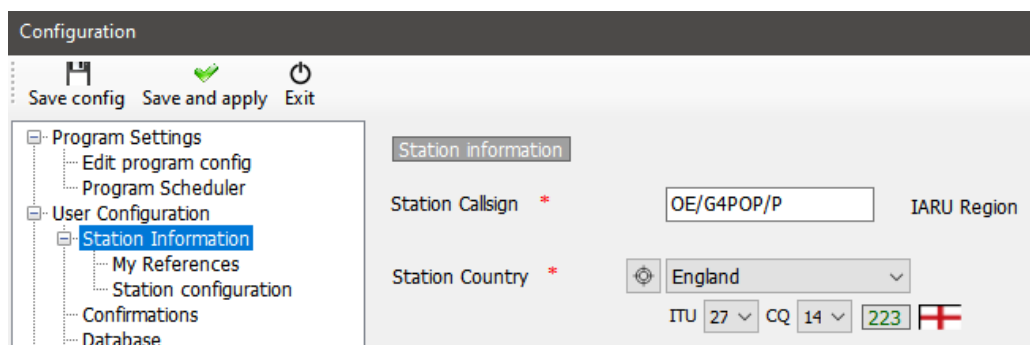 Configuration
Save config Save and apply Exit
Program Settings
Edit program config
Program Scheduler
User Configuration
Station Information
My References
Station configuration
Confirmations
Database
Station information
Station Callsign * OE/G4POP/P IARU Region
Station Country * England
ITU 27 CQ 14 223